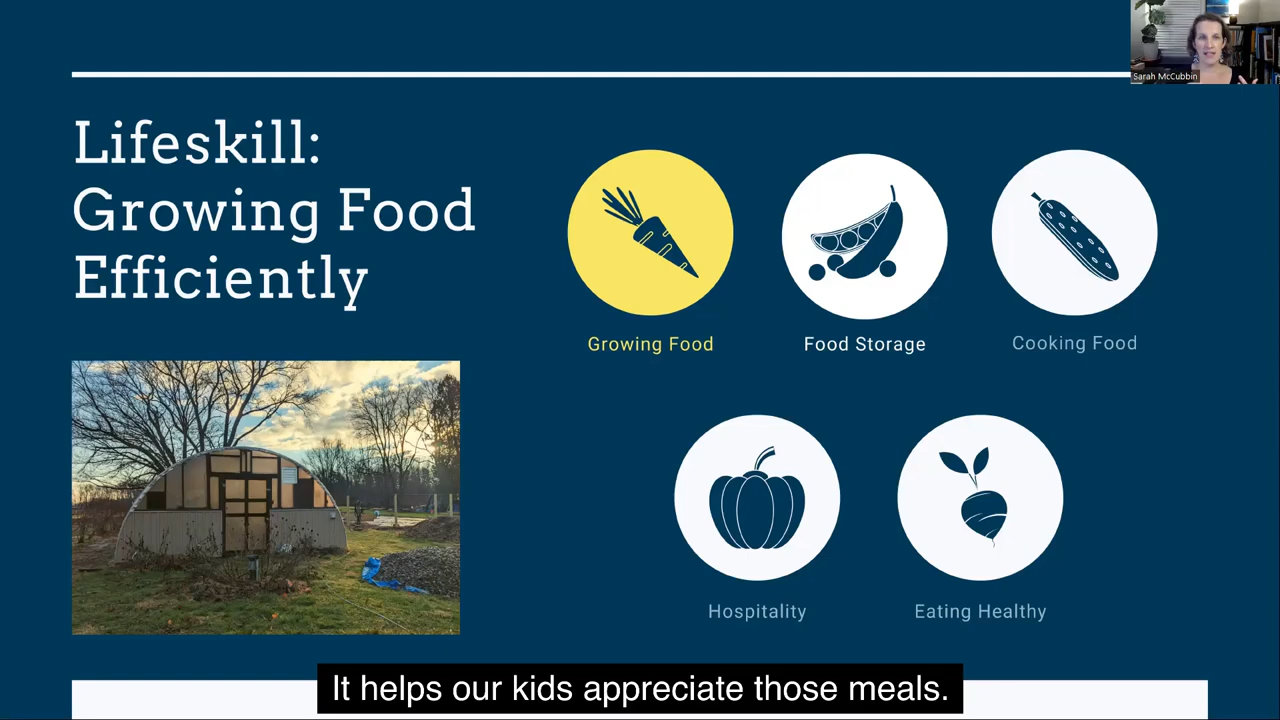 Sarah McCubbin
Lifeskill:
Growing Food
Efficiently
Growing Food
Food Storage
Cooking Food
Hospitality
Eating Healthy
It helps our kids appreciate those meals.